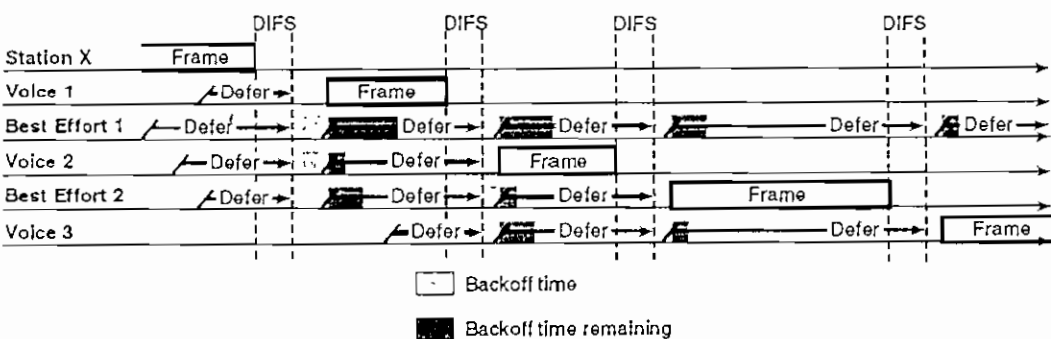 DIFS DIFS DIFS DIFS
Station X Frame
Voice 1 Defer Frame
Best Effort 1 Defer Defer Defer Defer Defer
Voice 2 Defer Defer Frame
Best Effort 2 Defer Defer Defer Frame
Voice 3 Defer Defer Defer Frame
Backoff time
Backoff time remaining